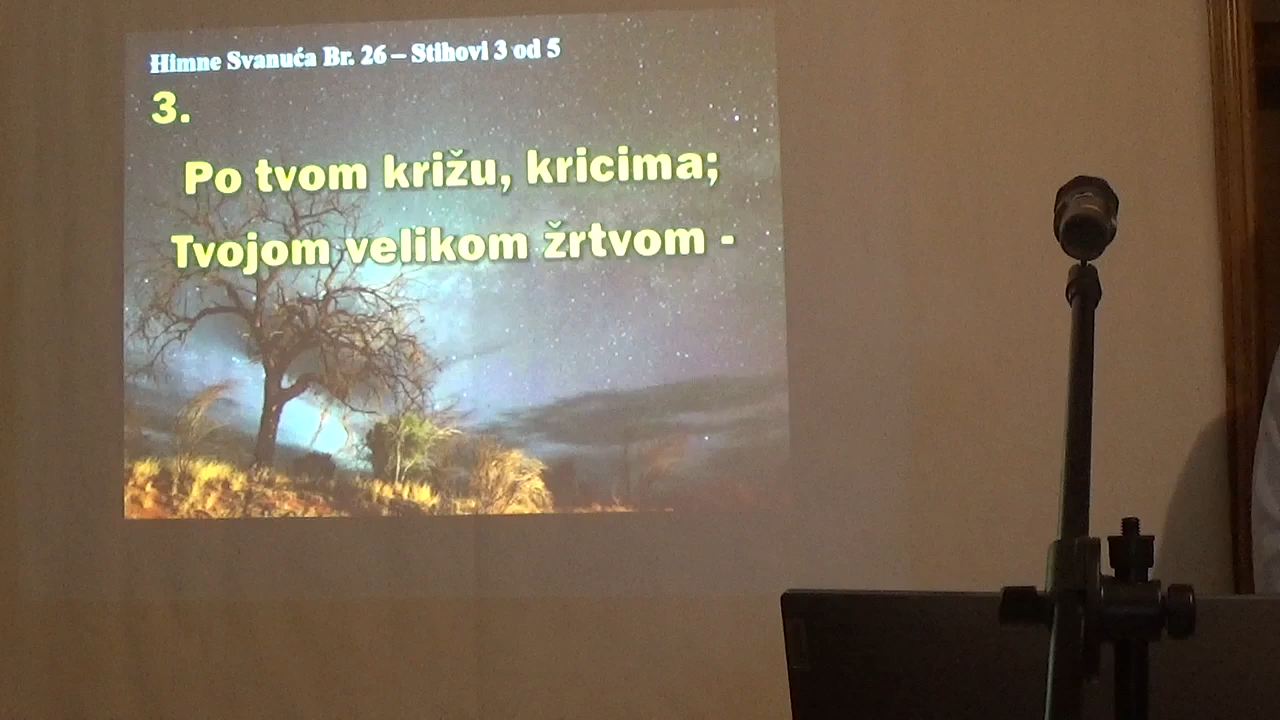 Himne Svanuća Br. 26 – Stihovi 3 od 5
3.
Po tvom križu, kricima;
Tvojom velikom žrtvom -